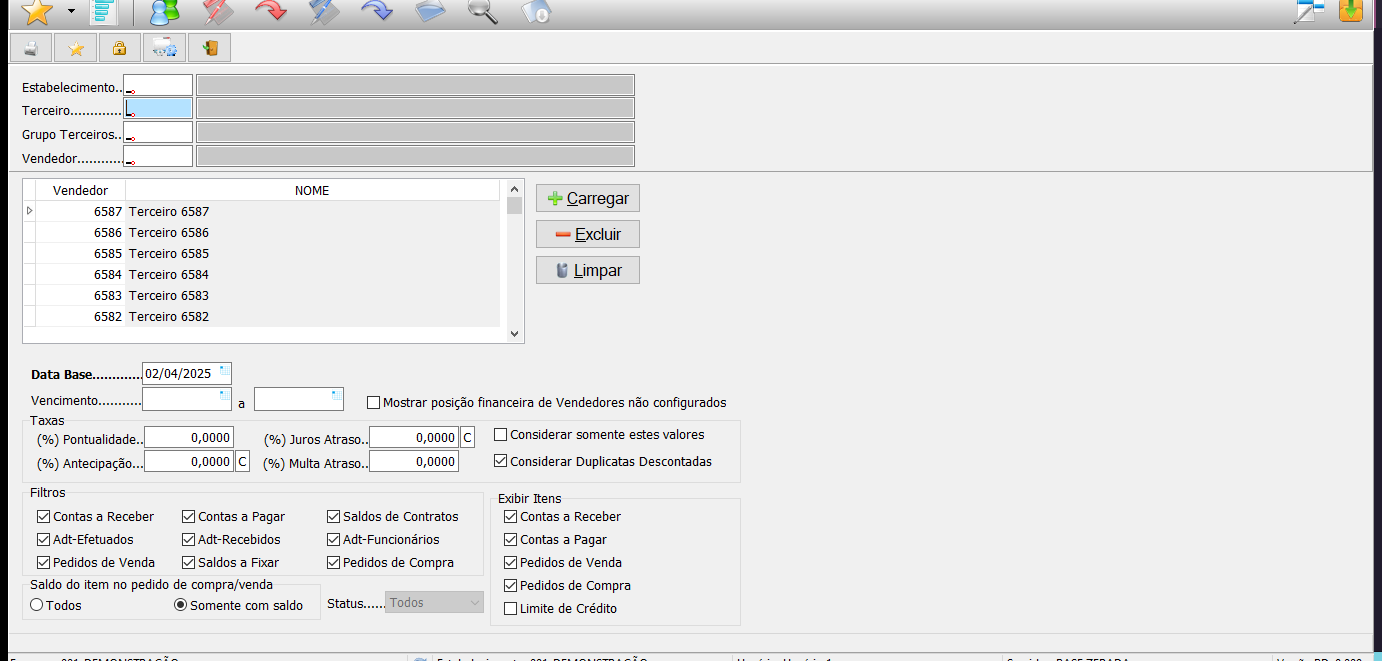 Estabelecimento..
Terceiro.............
Grupo Terceiros..
Vendedor............
Vendedor NOME
6587 Terceiro 6587
6586 Terceiro 6586
6585 Terceiro 6585
6584 Terceiro 6584
6583 Terceiro 6583
6582 Terceiro 6582
Carregar
Excluir
Limpar
Data Base............ 02/04/2025
Vencimento........... a
Mostrar posição financeira de Vendedores não configurados
Taxas
(%) Pontualidade.. 0,0000 (%) Juros Atraso.. 0,0000 C Considerar somente estes valores
(%) Antecipação... 0,0000 C (%) Multa Atraso.. 0,0000 Considerar Duplicatas Descontadas
Filtros
Contas a Receber Contas a Pagar Saldos de Contratos
Adt-Efetuados Adt-Recebidos Adt-Funcionários
Pedidos de Venda Saldos a Fixar Pedidos de Compra
Saldo do item no pedido de compra/venda
Todos Somente com saldo
Status...... Todos
Exibir Itens
Contas a Receber
Contas a Pagar
Pedidos de Venda
Pedidos de Compra
Limite de Crédito